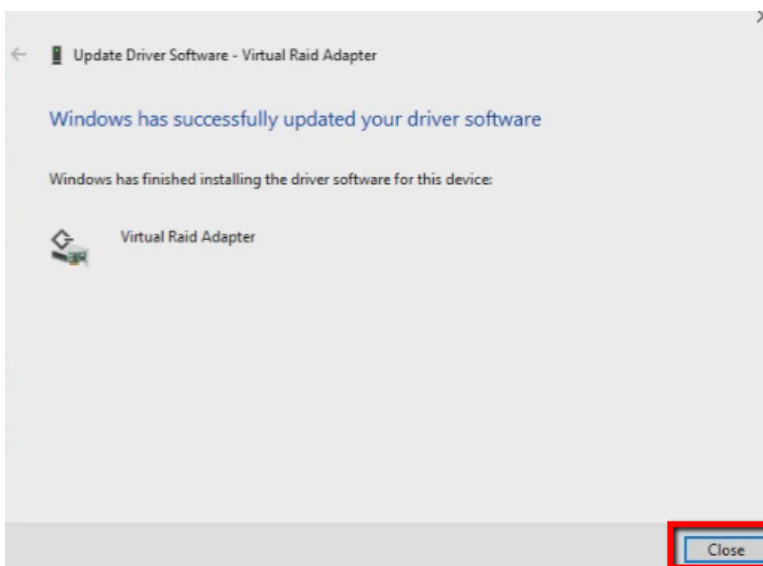 Update Driver Software - Virtual Raid Adapter
Windows has successfully updated your driver software
Windows has finished installing the driver software for this device:
Virtual Raid Adapter
Close